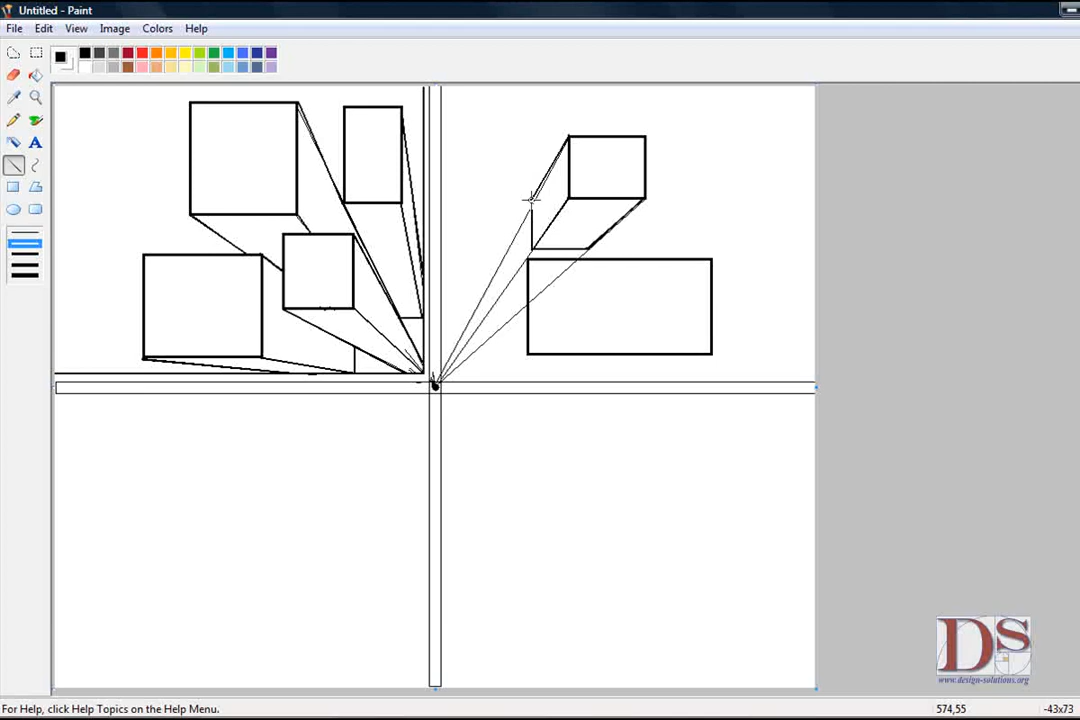 Untitled - Paint
File Edit View Image Colors Help
DS
www.design-solutions.org
For Help, click Help Topics on the Help Menu. 574,55 -43x73